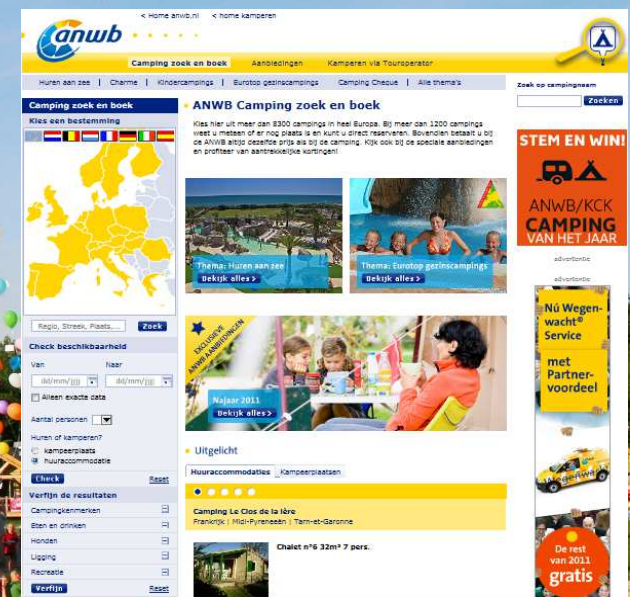 < Home anwb.nl   < home kamperen
anwb
Camping zoek en boek   Aanbiedingen   Kamperen via Touroperator
Huren aan zee | Charme | Kindercampings | Eurotop gezinscampings   Camping Cheque | Alle thema's
Camping zoek en boek
Kies een bestemming
Regio, Streek, Plaats,...   Zoek
Check beschikbaarheid
Van   Naar
dd/mm/jjjj   dd/mm/jjjj
Alleen exacte data
Aantal personen
Huren of kamperen?
kampeerplaats
huuraccommodatie
Check   Reset
Verfijn de resultaten
Campingkenmerken
Eten en drinken
Honden
Ligging
Recreatie
Verfijn   Reset
ANWB Camping zoek en boek
Kies hier uit meer dan 8300 campings in heel Europa. Bij meer dan 1200 campings
weet u meteen of er nog plaats is en kunt u direct reserveren. Bovendien betaalt u bij
de ANWB altijd dezelfde prijs als bij de camping. Kijk ook bij de speciale aanbiedingen
en profiteer van aantrekkelijke kortingen!
Thema: Huren aan zee
Bekijk alles >
Thema: Eurotop gezinscampings
Bekijk alles >
EXCLUSIEVE
ANWB AANBIEDINGEN
Najaar 2011
Bekijk alles >
Uitgelicht
Huuraccommodaties   Kampeerplaatsen
Camping Le Clos de la lère
Frankrijk | Midi-Pyreneeën | Tarn-et-Garonne
Chalet n°6 32m² 7 pers.
Zoek op campingnaam
Zoeken
STEM EN WIN!
ANWB/KCK
CAMPING
VAN HET JAAR
advertentie
advertentie
Nú Wegen-
wacht®
Service
met
Partner-
voordeel
Wegenwacht
De rest
van 2011
gratis